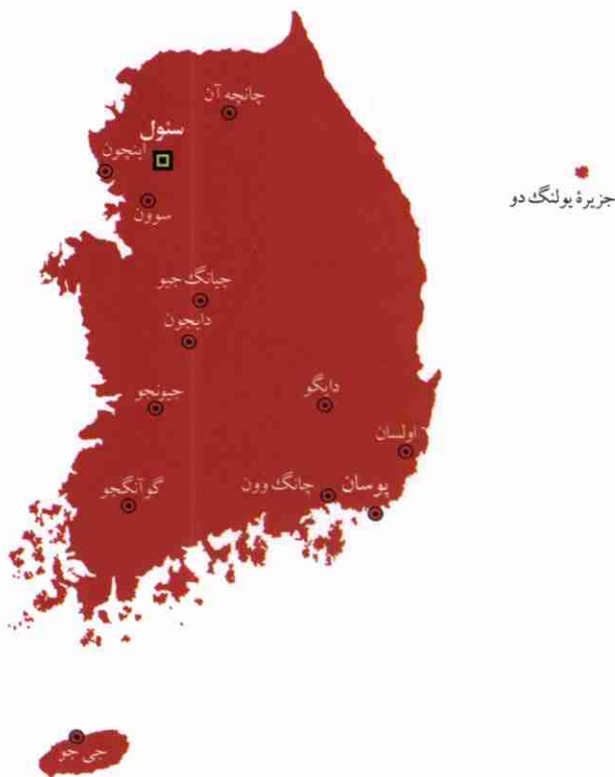 چانچه آن
سئول
اینچون
سوون
جزیرهٔ یولنگ دو
چیانگ جیو
دایجون
جیونجو
دایگو
اولسان
گوآنگجو
چانگ وون
پوسان
جی جو